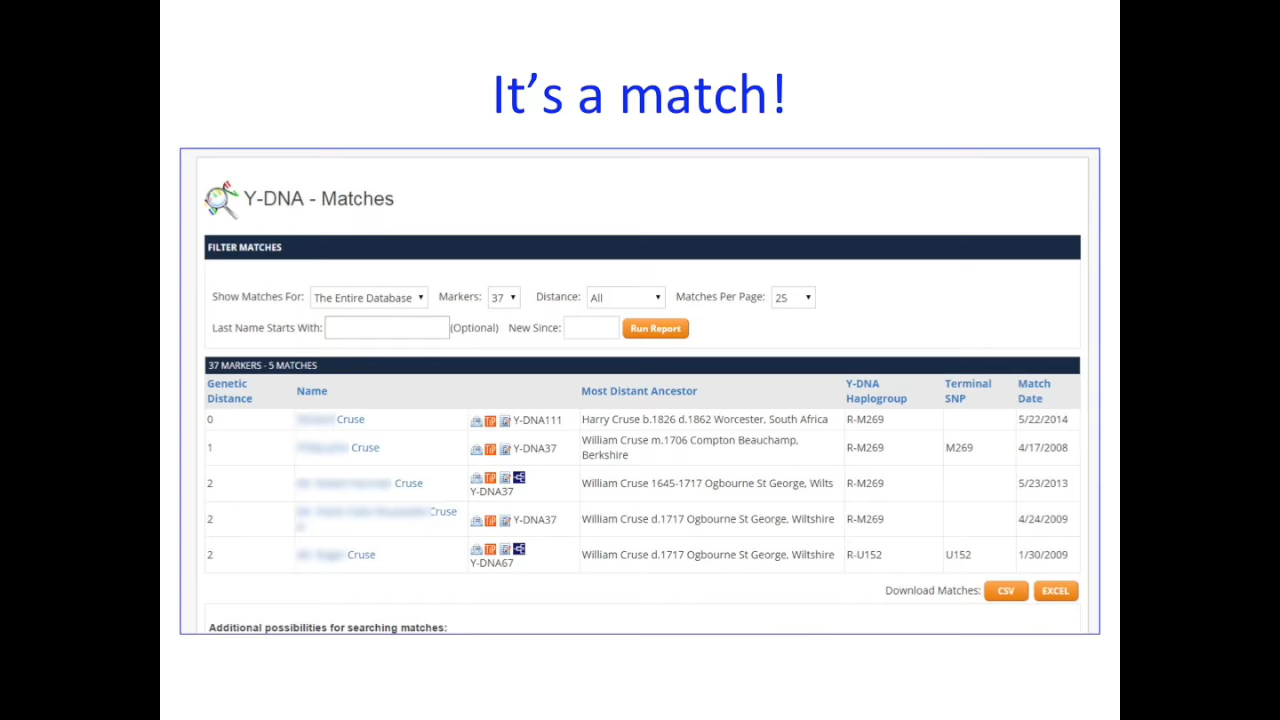 It's a match!
Y-DNA - Matches
FILTER MATCHES
Show Matches For: The Entire Database Markers: 37 Distance: All Matches Per Page: 25
Last Name Starts With: (Optional) New Since: Run Report
37 MARKERS - 5 MATCHES
Genetic Distance Name Most Distant Ancestor Y-DNA Haplogroup Terminal SNP Match Date
0 Cruse Y-DNA111 Harry Cruse b.1826 d.1862 Worcester, South Africa R-M269 5/22/2014
1 Cruse Y-DNA37 William Cruse m.1706 Compton Beauchamp, Berkshire R-M269 M269 4/17/2008
2 Cruse Y-DNA37 William Cruse 1645-1717 Ogbourne St George, Wilts R-M269 5/23/2013
2 Cruse Y-DNA37 William Cruse d.1717 Ogbourne St George, Wiltshire R-M269 4/24/2009
2 Cruse Y-DNA67 William Cruse d.1717 Ogbourne St George, Wiltshire R-U152 U152 1/30/2009
Download Matches: CSV EXCEL
Additional possibilities for searching matches: